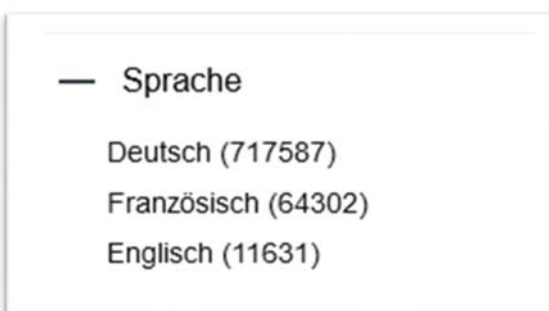 — Sprache
Deutsch (717587)
Französisch (64302)
Englisch (11631)